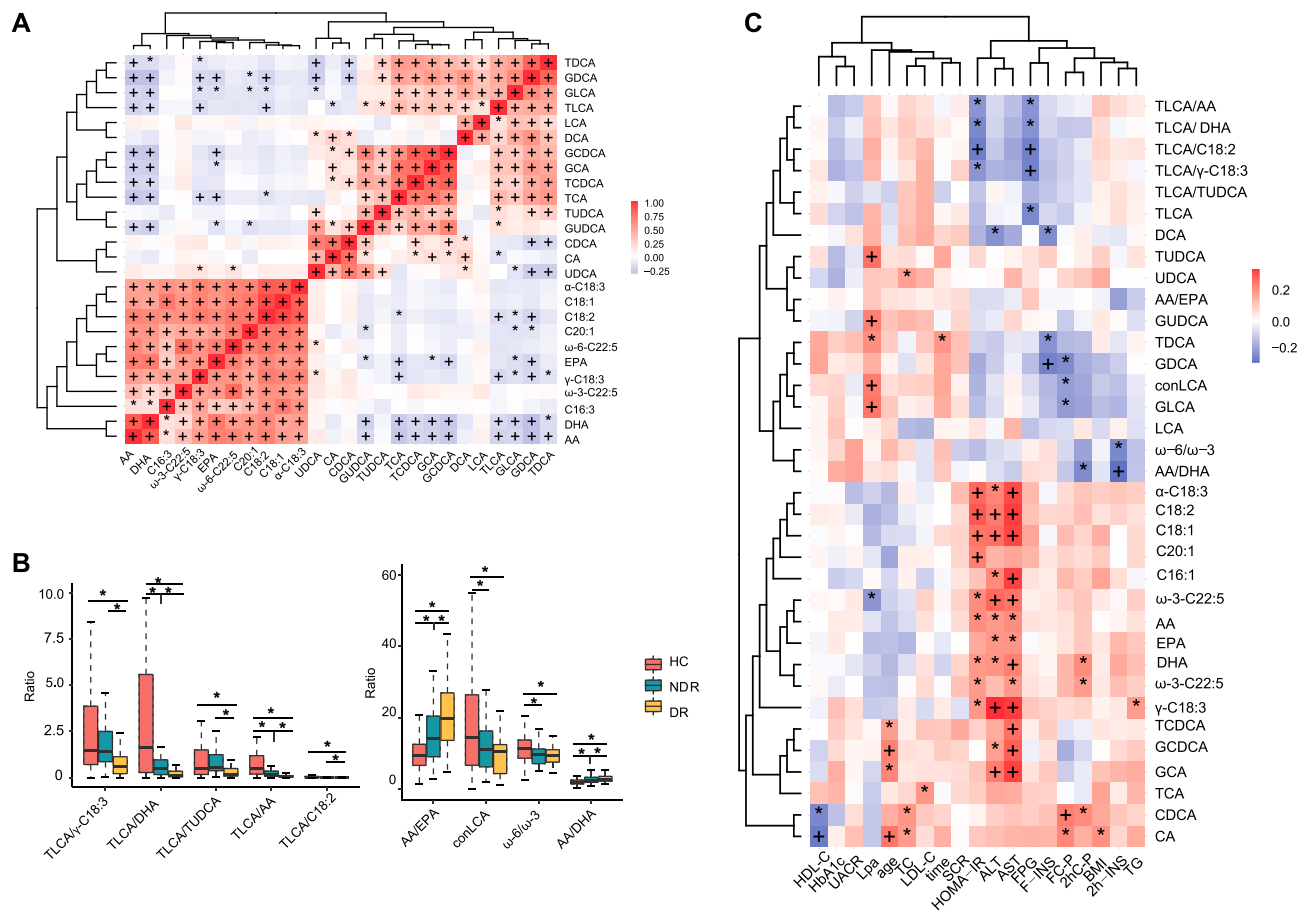 A
TDCA
GDCA
GLCA
TLCA
LCA
DCA
GCDCA
GCA
TCDCA
TCA
TUDCA
GUDCA
CDCA
CA
UDCA
α-C18:3
C18:1
C18:2
C20:1
ω-6-C22:5
EPA
γ-C18:3
ω-3-C22:5
C16:3
DHA
AA
1.00
0.75
0.50
0.25
0.00
−0.25
AA
DHA
C16:3
ω-3-C22:5
γ-C18:3
EPA
ω-6-C22:5
C20:1
C18:2
C18:1
α-C18:3
UDCA
CA
CDCA
GUDCA
TUDCA
TCA
TCDCA
GCA
GCDCA
DCA
LCA
TLCA
GLCA
GDCA
TDCA
B
Ratio
10.0
7.5
5.0
2.5
0
TLCA/γ-C18:3
TLCA/DHA
TLCA/TUDCA
TLCA/AA
TLCA/C18:2
Ratio
60
40
20
0
AA/EPA
conLCA
ω-6/ω-3
AA/DHA
HC
NDR
DR
C
TLCA/AA
TLCA/ DHA
TLCA/C18:2
TLCA/γ-C18:3
TLCA/TUDCA
TLCA
DCA
TUDCA
UDCA
AA/EPA
GUDCA
TDCA
GDCA
conLCA
GLCA
LCA
ω−6/ω−3
AA/DHA
α-C18:3
C18:2
C18:1
C20:1
C16:1
ω-3-C22:5
AA
EPA
DHA
ω-3-C22:5
γ-C18:3
TCDCA
GCDCA
GCA
TCA
CDCA
CA
0.2
0.0
−0.2
HDL-C
HbA1c
UACR
Lpa
age
TC
LDL-C
time
SCR
HOMA−IR
ALT
AST
FPG
F−INS
FC-P
2hC-P
BMI
2h−INS
TG